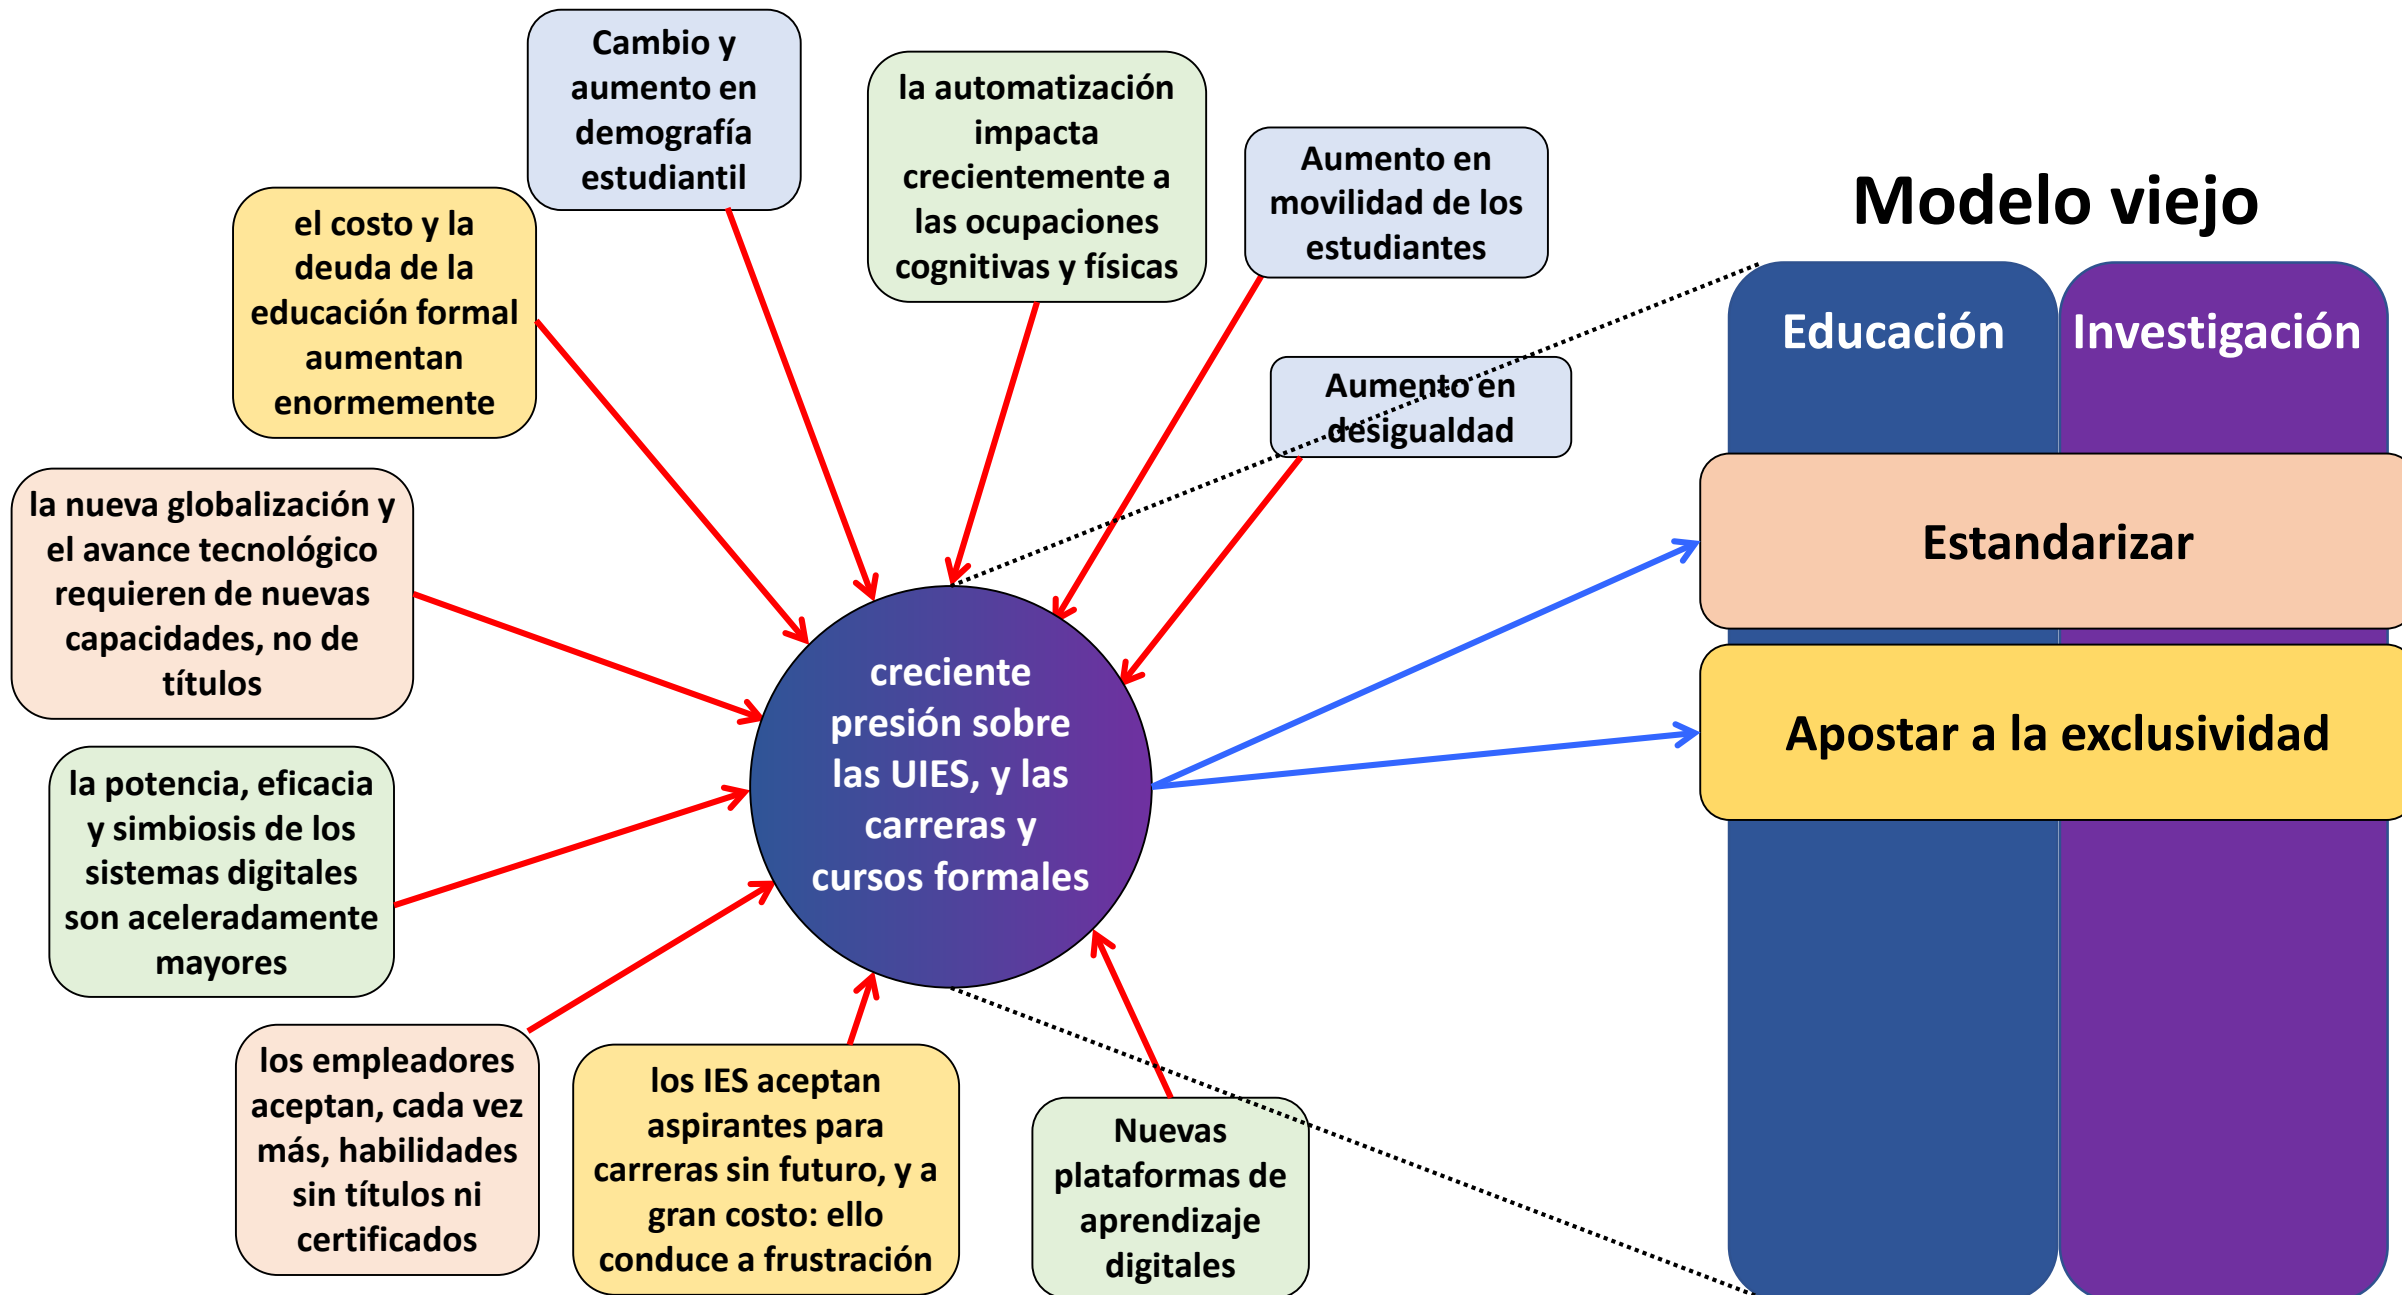 Cambio y
aumento en
demografía
estudiantil
la automatización
impacta
crecientemente a
las ocupaciones
cognitivas y físicas
Aumento en
movilidad de los
estudiantes
Aumento en
desigualdad
el costo y la
deuda de la
educación formal
aumentan
enormemente
la nueva globalización y
el avance tecnológico
requieren de nuevas
capacidades, no de
títulos
la potencia, eficacia
y simbiosis de los
sistemas digitales
son aceleradamente
mayores
los empleadores
aceptan, cada vez
más, habilidades
sin títulos ni
certificados
los IES aceptan
aspirantes para
carreras sin futuro, y a
gran costo: ello
conduce a frustración
Nuevas
plataformas de
aprendizaje
digitales
creciente
presión sobre
las UIES, y las
carreras y
cursos formales
Modelo viejo
Educación
Investigación
Estandarizar
Apostar a la exclusividad